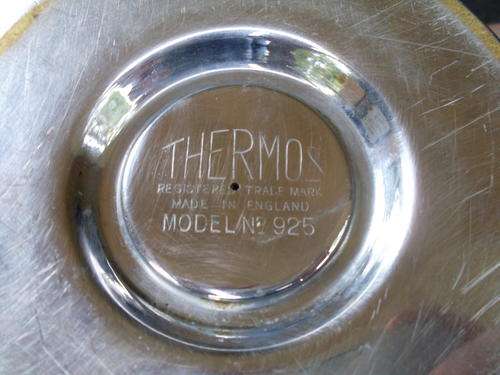 THERMOS
REGISTERED TRADE MARK
MADE IN ENGLAND
MODEL Nº 925